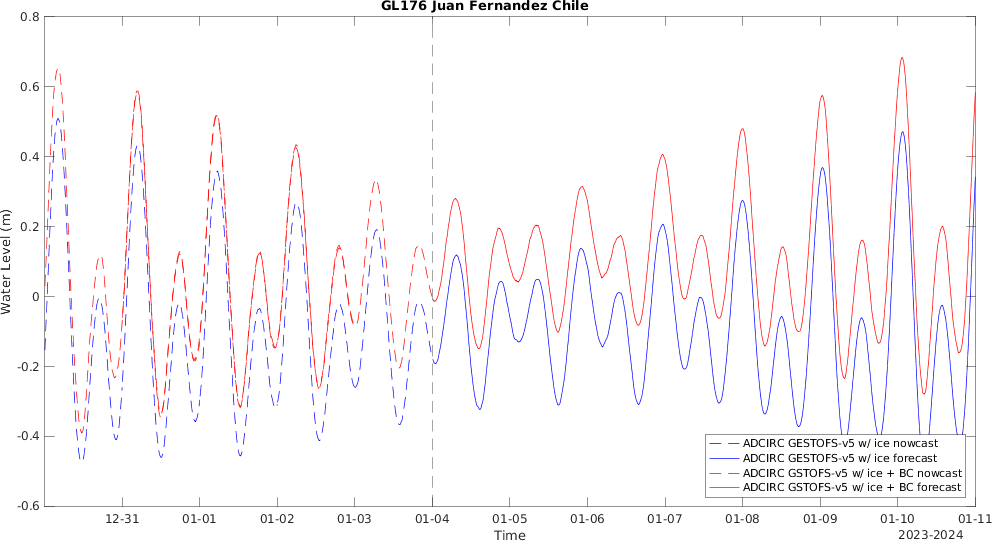 GL176 Juan Fernandez Chile
0.8
0.6
0.4
0.2
0
-0.2
-0.4
-0.6
Water Level (m)
ADCIRC GESTOFS-v5 w/ ice nowcast
ADCIRC GESTOFS-v5 w/ ice forecast
ADCIRC GSTOFS-v5 w/ ice + BC nowcast
ADCIRC GSTOFS-v5 w/ ice + BC forecast
12-31 01-01 01-02 01-03 01-04 01-05 01-06 01-07 01-08 01-09 01-10 01-11
Time
2023-2024